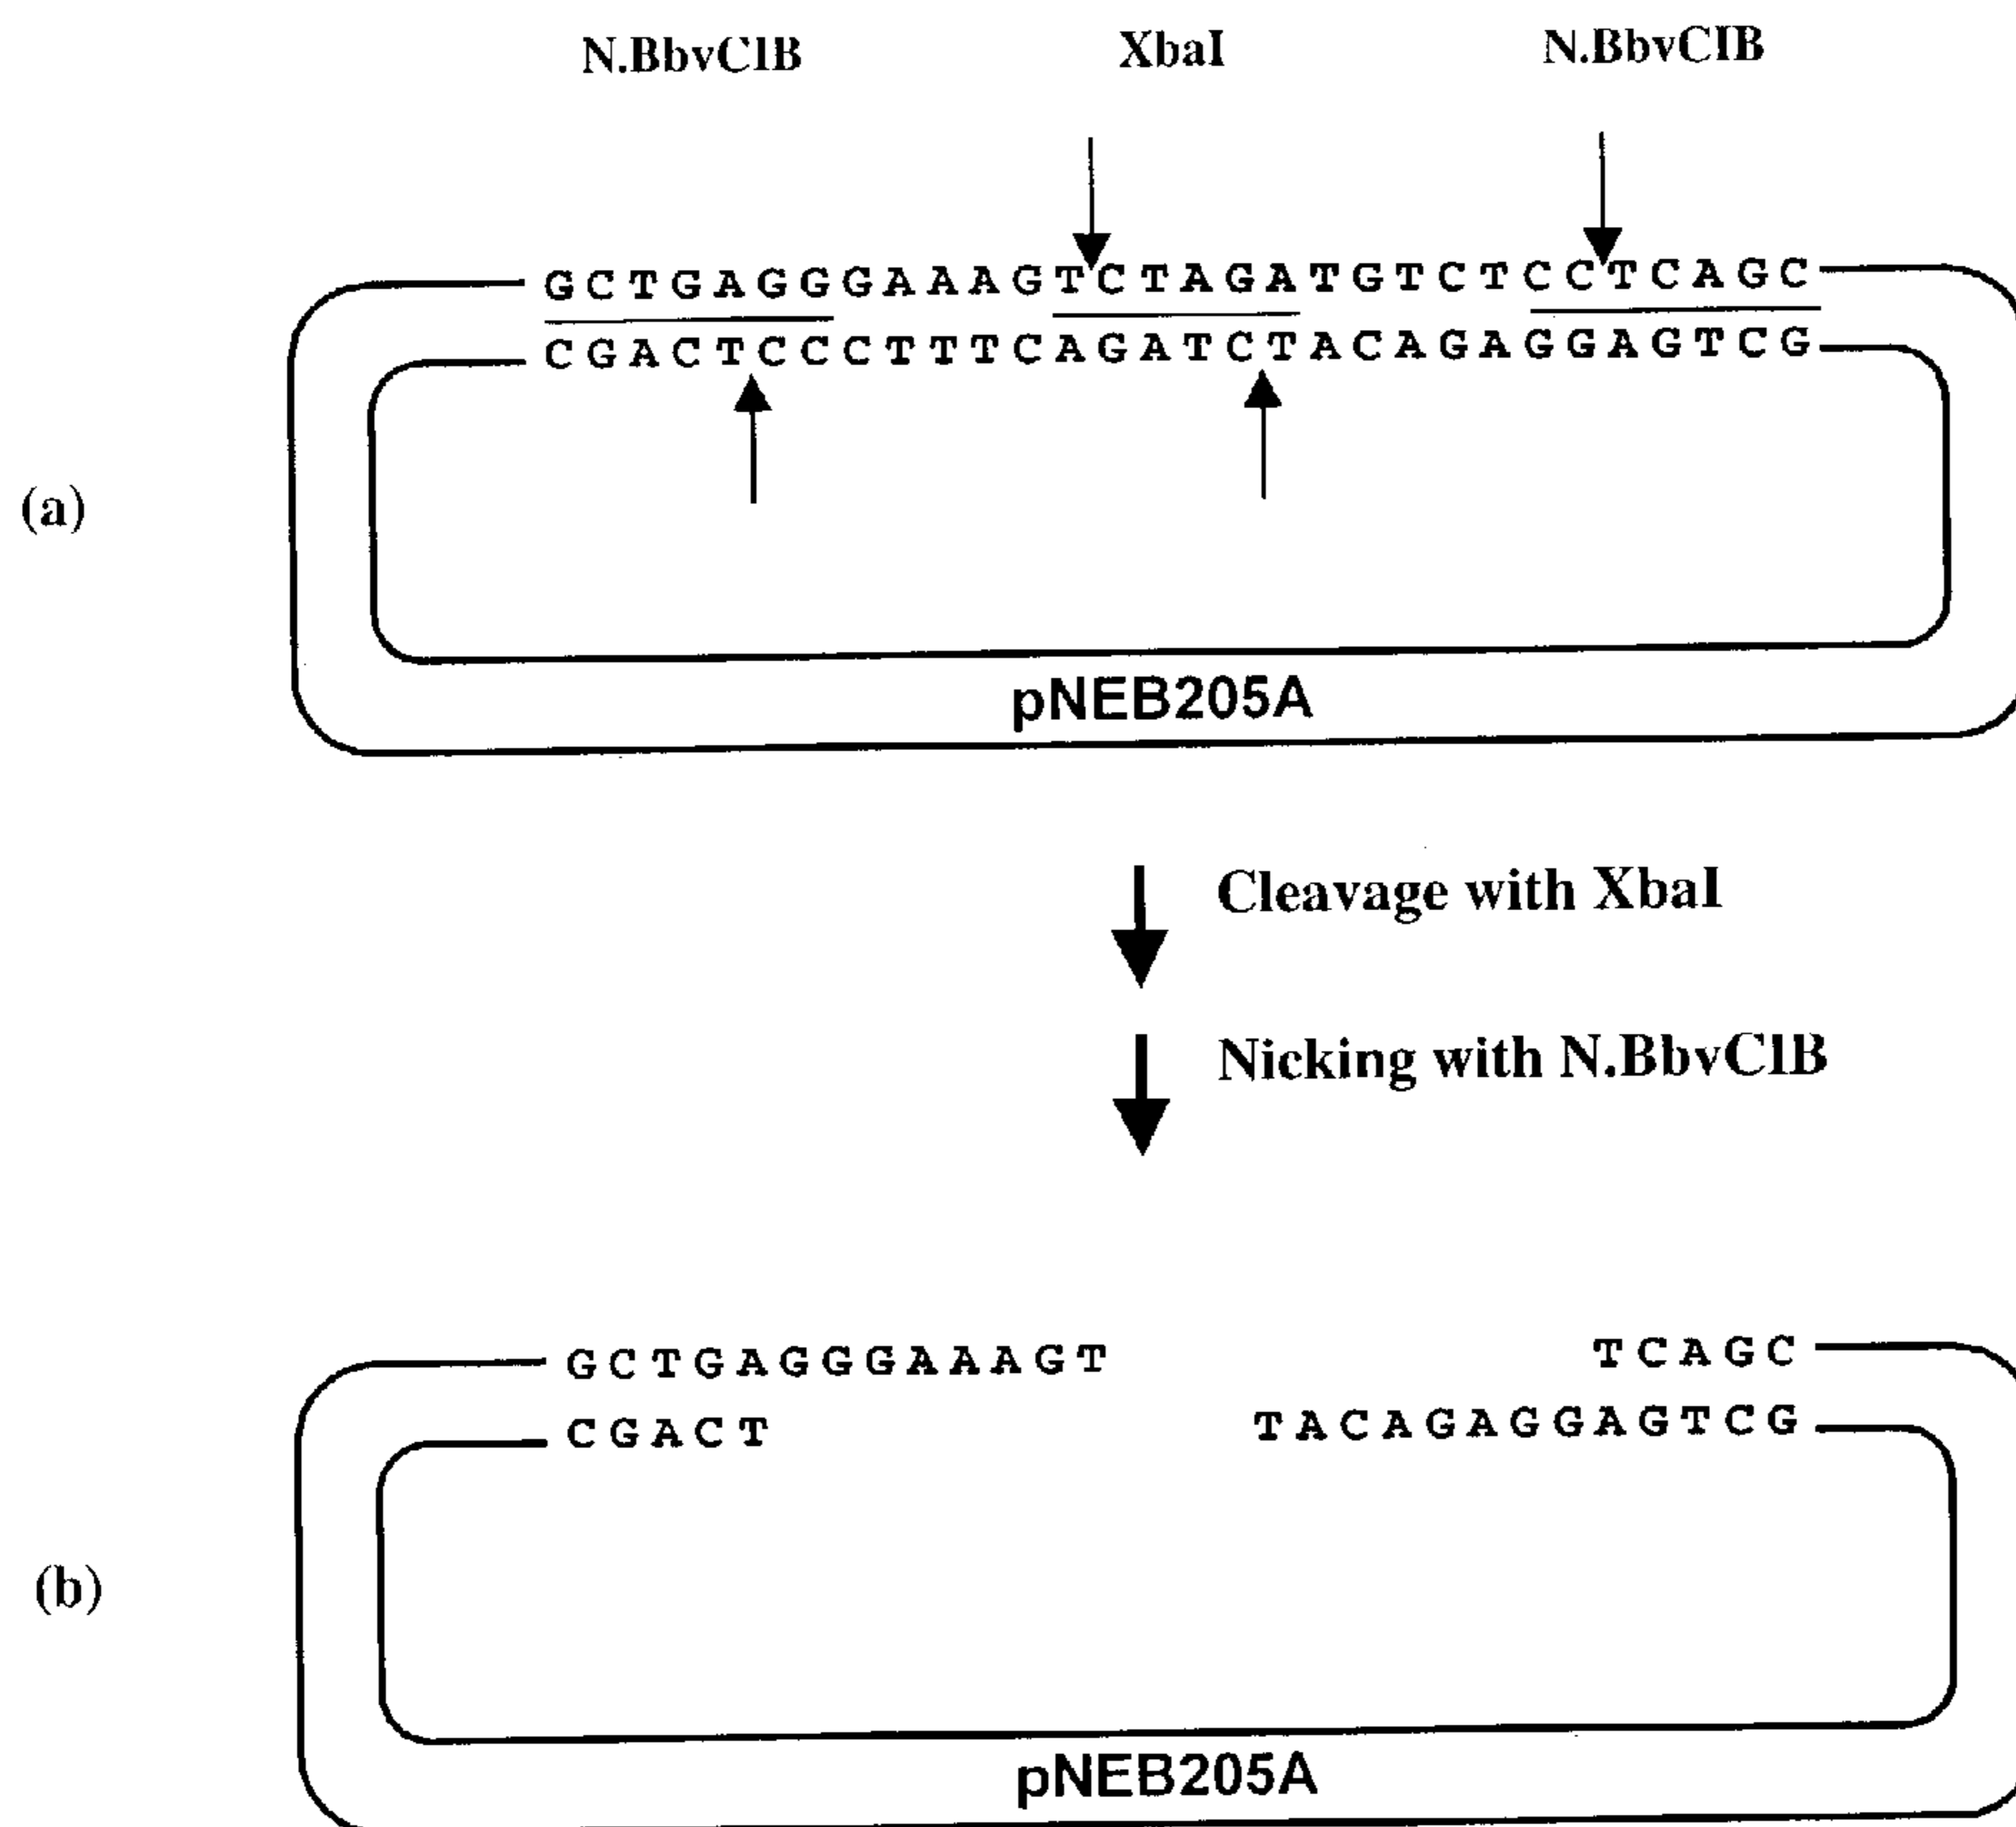 N.BbvCIB XbaI N.BbvCIB
GCTGAGGGAAAGTCTAGATGTCTCCTCAGC
CGACTCCCTTTCAGATCTACAGAGGAGTCG
(a)
pNEB205A
Cleavage with XbaI
Nicking with N.BbvCIB
GCTGAGGGAAAGT TCAGC
CGACT TACAGAGGAGTCG
(b)
pNEB205A